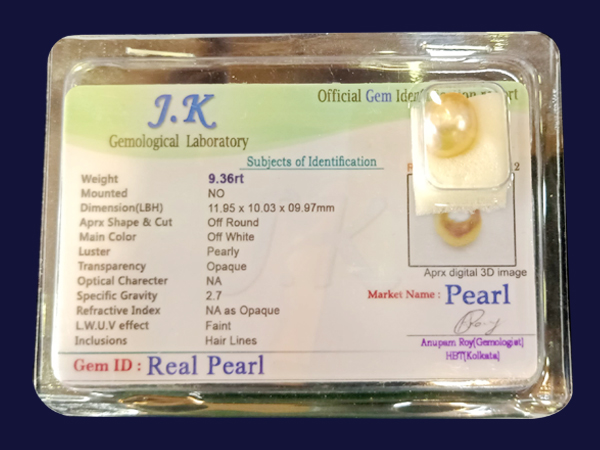 J.K
Gemological Laboratory
Official Gem
Subjects of Identification
Weight 9.36rt
Mounted NO
Dimension(LBH) 11.95 x 10.03 x 09.97mm
Aprx Shape & Cut Off Round
Main Color Off White
Luster Pearly
Transparency Opaque
Optical Charecter NA
Specific Gravity 2.7
Refractive Index NA as Opaque
L.W.U.V effect Faint
Inclusions Hair Lines
Gem ID : Real Pearl
Aprx digital 3D image
Market Name : Pearl
Anupam Roy(Gemologist)
HBTI(Kolkata)